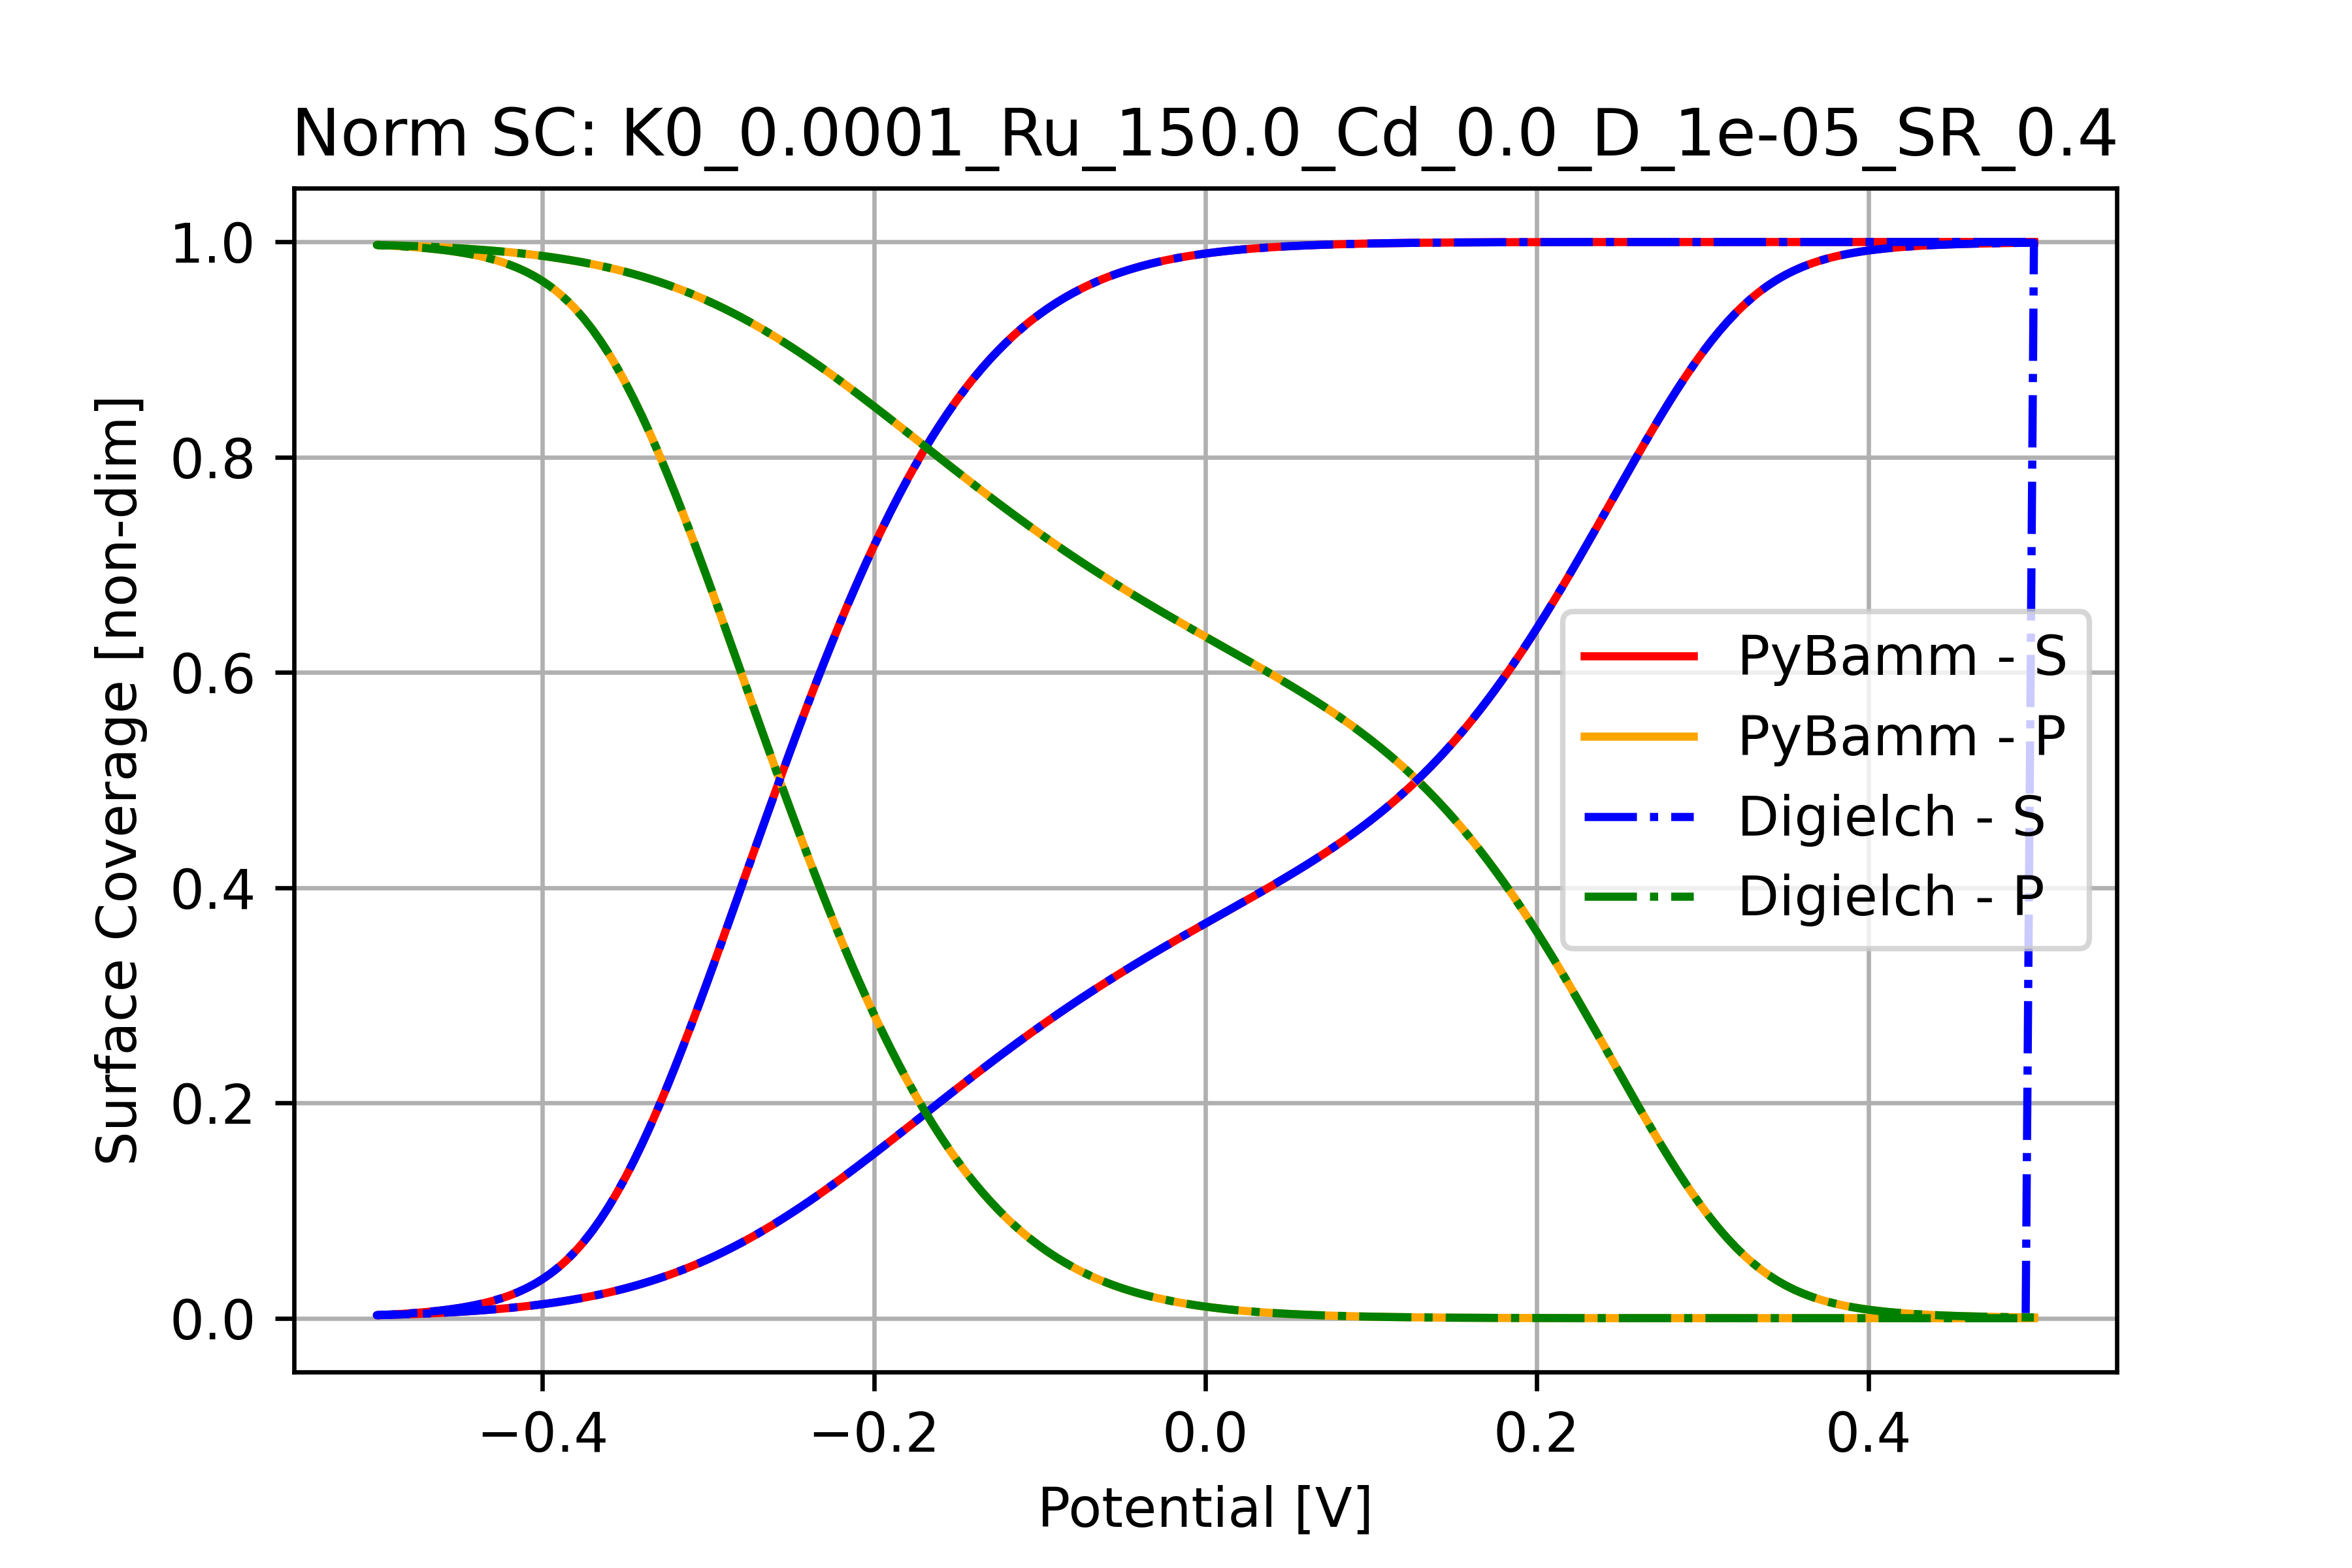 Norm SC: K0_0.0001_Ru_150.0_Cd_0.0_D_1e-05_SR_0.4
Surface Coverage [non-dim]
1.0
0.8
0.6
0.4
0.2
0.0
PyBamm - S
PyBamm - P
Digielch - S
Digielch - P
−0.4 −0.2 0.0 0.2 0.4
Potential [V]